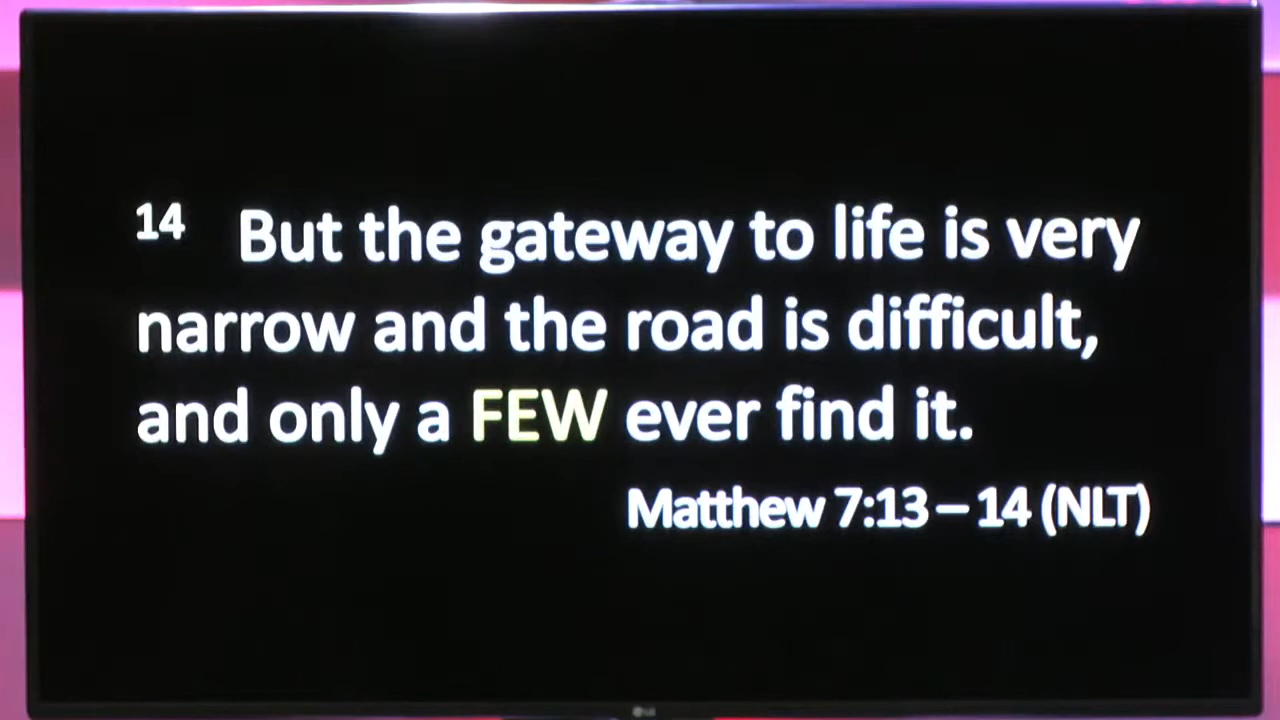 14 But the gateway to life is very
narrow and the road is difficult,
and only a FEW ever find it.
Matthew 7:13 – 14 (NLT)
LG